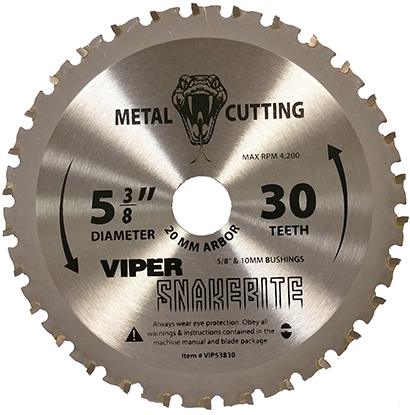 METAL CUTTING
MAX RPM 4,200
5 3/8" 30
DIAMETER TEETH
20 MM ARBOR
VIPER
5/8" & 10MM BUSHINGS
SNAKEBITE
Always wear eye protection. Obey all
warnings & instructions contained in the
machine manual and blade package.
Item # VIP53830